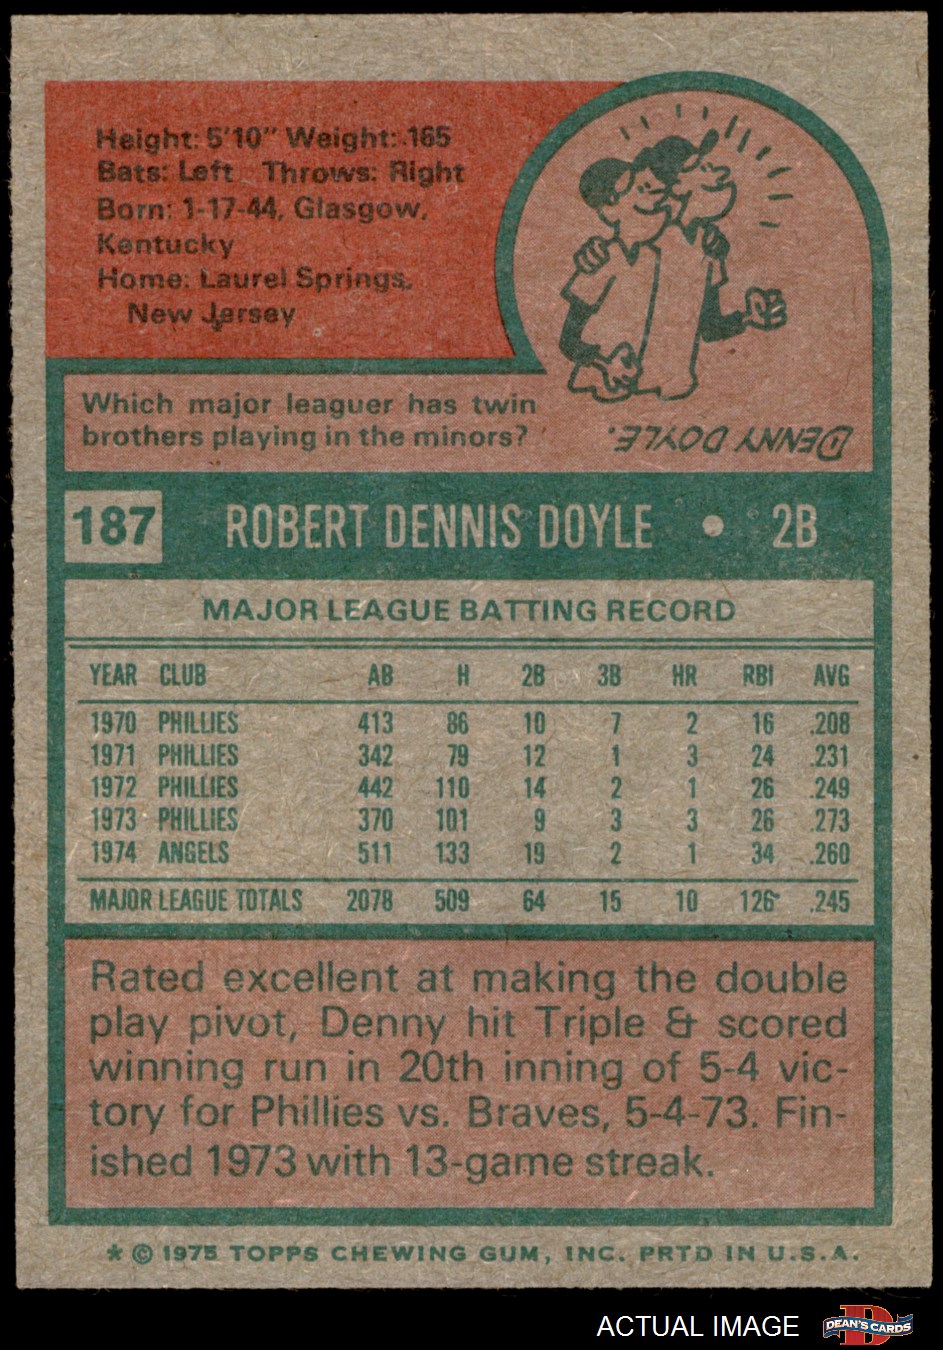 Height: 5'10" Weight: 165
Bats: Left Throws: Right
Born: 1-17-44, Glasgow,
Kentucky
Home: Laurel Springs,
New Jersey
Which major leaguer has twin
brothers playing in the minors?
DENNY DOYLE.
187 ROBERT DENNIS DOYLE • 2B
MAJOR LEAGUE BATTING RECORD
YEAR CLUB AB H 2B 3B HR RBI AVG
1970 PHILLIES 413 86 10 7 2 16 .208
1971 PHILLIES 342 79 12 1 3 24 .231
1972 PHILLIES 442 110 14 2 1 26 .249
1973 PHILLIES 370 101 9 3 3 26 .273
1974 ANGELS 511 133 19 2 1 34 .260
MAJOR LEAGUE TOTALS 2078 509 64 15 10 126 .245
Rated excellent at making the double
play pivot, Denny hit Triple & scored
winning run in 20th inning of 5-4 vic-
tory for Phillies vs. Braves, 5-4-73. Fin-
ished 1973 with 13-game streak.
* © 1975 TOPPS CHEWING GUM, INC. PRTD IN U.S.A.
ACTUAL IMAGE
D
DEAN'S CARDS